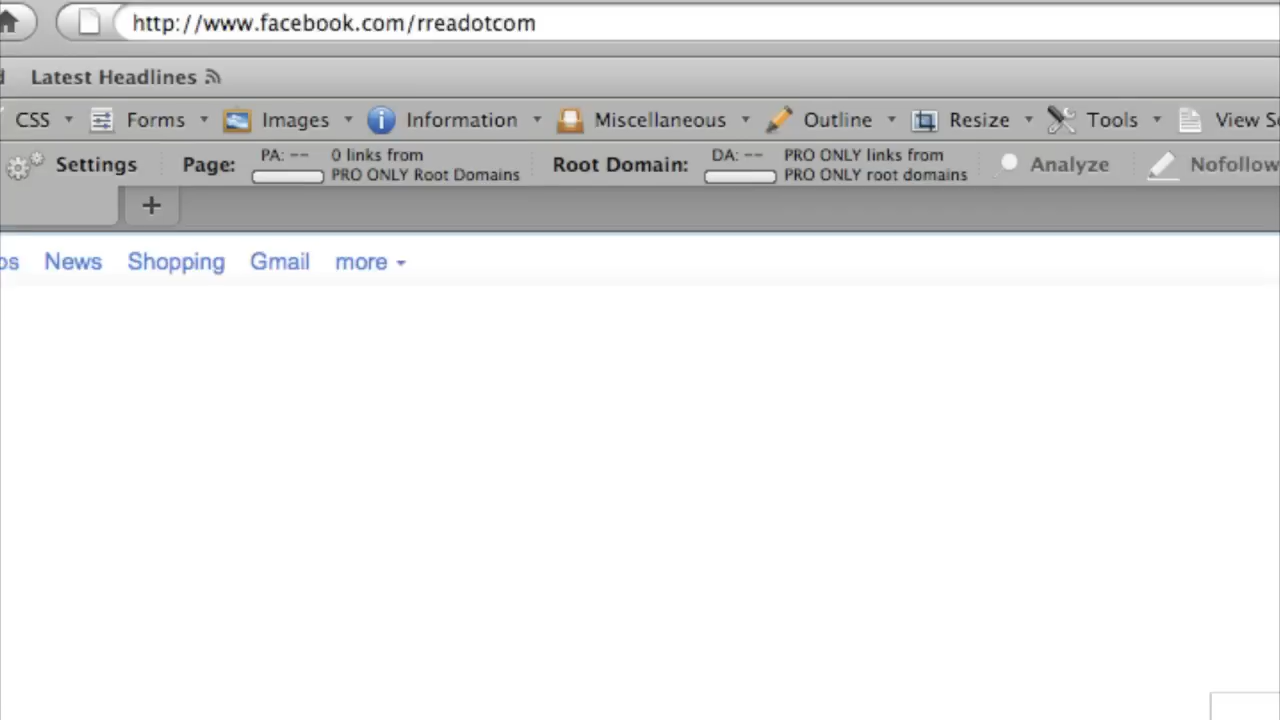 http://www.facebook.com/rreadotcom
Latest Headlines
CSS Forms Images Information Miscellaneous Outline Resize Tools View
Settings Page: PA: -- 0 links from PRO ONLY Root Domains Root Domain: DA: -- PRO ONLY links from PRO ONLY root domains Analyze Nofollow
+
News Shopping Gmail more